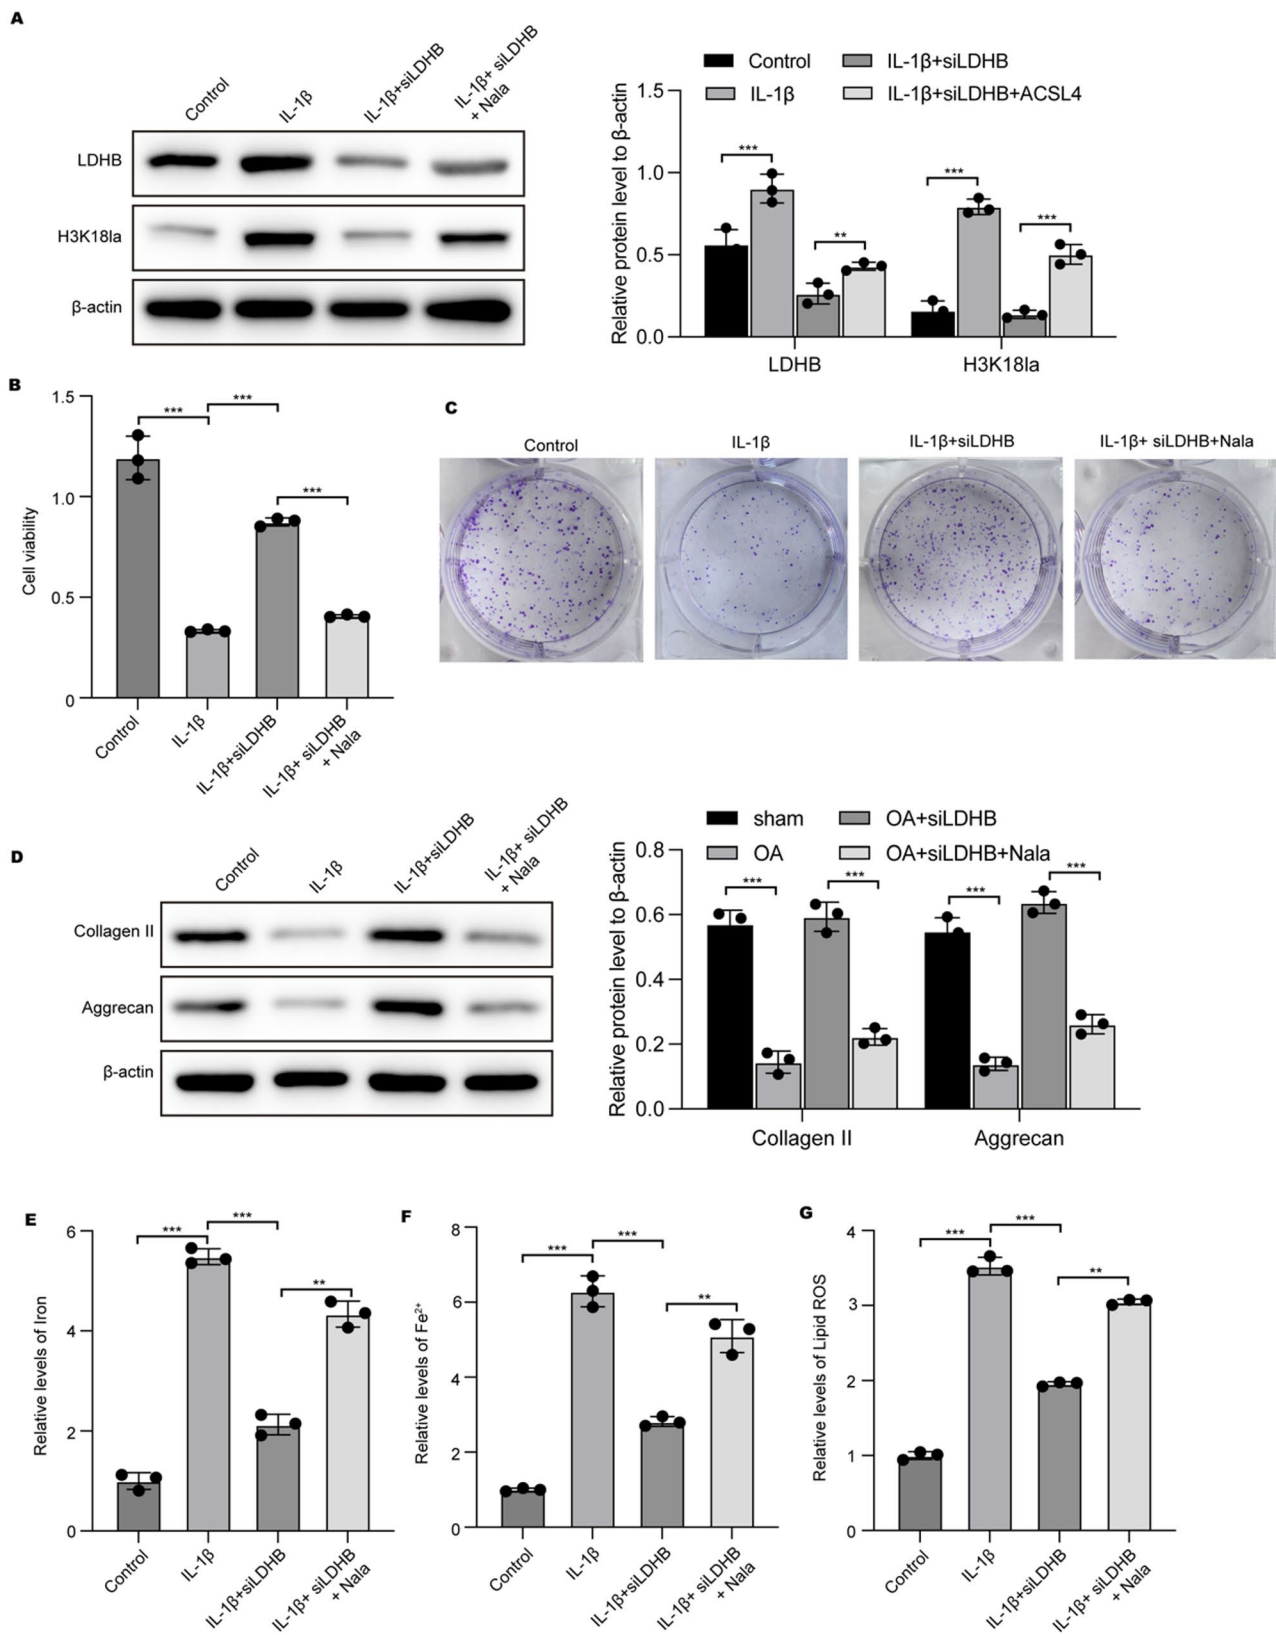 A
Control
IL-1β
IL-1β+siLDHB
IL-1β+ siLDHB
+ Nala
LDHB
H3K18la
β-actin
Control
IL-1β+siLDHB
IL-1β
IL-1β+siLDHB+ACSL4
Relative protein level to β-actin
1.5
1.0
0.5
0.0
***
**
***
***
LDHB
H3K18la
B
Cell viability
1.5
1.0
0.5
0
***
***
***
Control
IL-1β
IL-1β+siLDHB
IL-1β+ siLDHB
+ Nala
C
Control
IL-1β
IL-1β+siLDHB
IL-1β+ siLDHB+Nala
D
Control
IL-1β
IL-1β+siLDHB
IL-1β+ siLDHB
+ Nala
Collagen II
Aggrecan
β-actin
sham
OA+siLDHB
OA
OA+siLDHB+Nala
Relative protein level to β-actin
0.8
0.6
0.4
0.2
0.0
***
***
***
***
Collagen II
Aggrecan
E
Relative levels of Iron
6
4
2
0
***
***
**
Control
IL-1β
IL-1β+siLDHB
IL-1β+ siLDHB
+ Nala
F
Relative levels of Fe²⁺
8
6
4
2
0
***
***
**
Control
IL-1β
IL-1β+siLDHB
IL-1β+ siLDHB
+ Nala
G
Relative levels of Lipid ROS
4
3
2
1
0
***
***
**
Control
IL-1β
IL-1β+siLDHB
IL-1β+ siLDHB
+ Nala